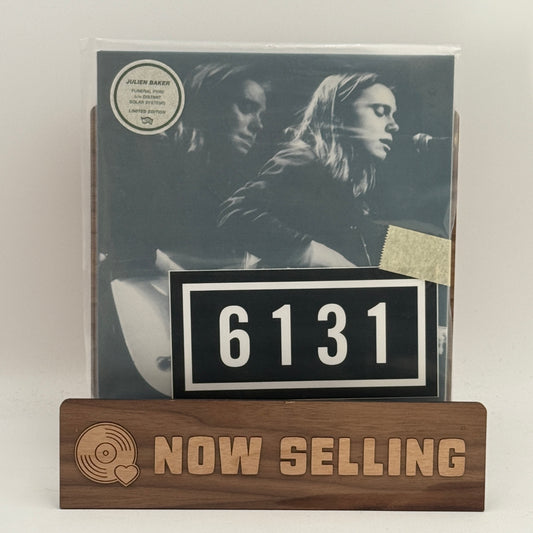 JULIEN BAKER
FUNERAL PYRE
b/w DISTANT
SOLAR SYSTEMS
LIMITED EDITION
6131
NOW SELLING